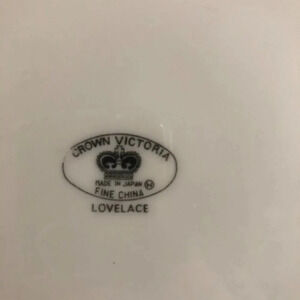 CROWN VICTORIA
MADE IN JAPAN H
FINE CHINA
LOVELACE